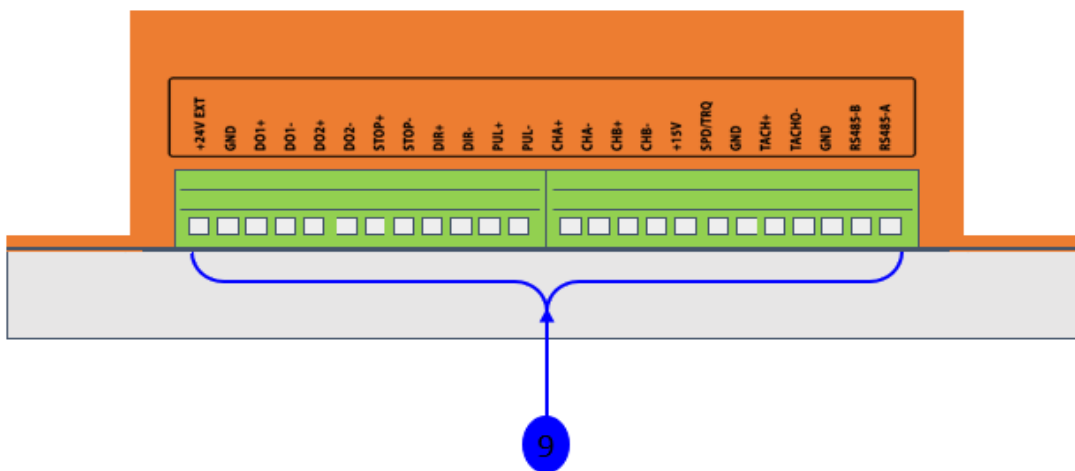 +24V EXT
GND
DO1+
DO1-
DO2+
DO2-
STOP+
STOP-
DIR+
DIR-
PUL+
PUL-
CHA+
CHA-
CHB+
CHB-
+15V
SPD/TRQ
GND
TACH+
TACHO-
GND
RS485-B
RS485-A
9